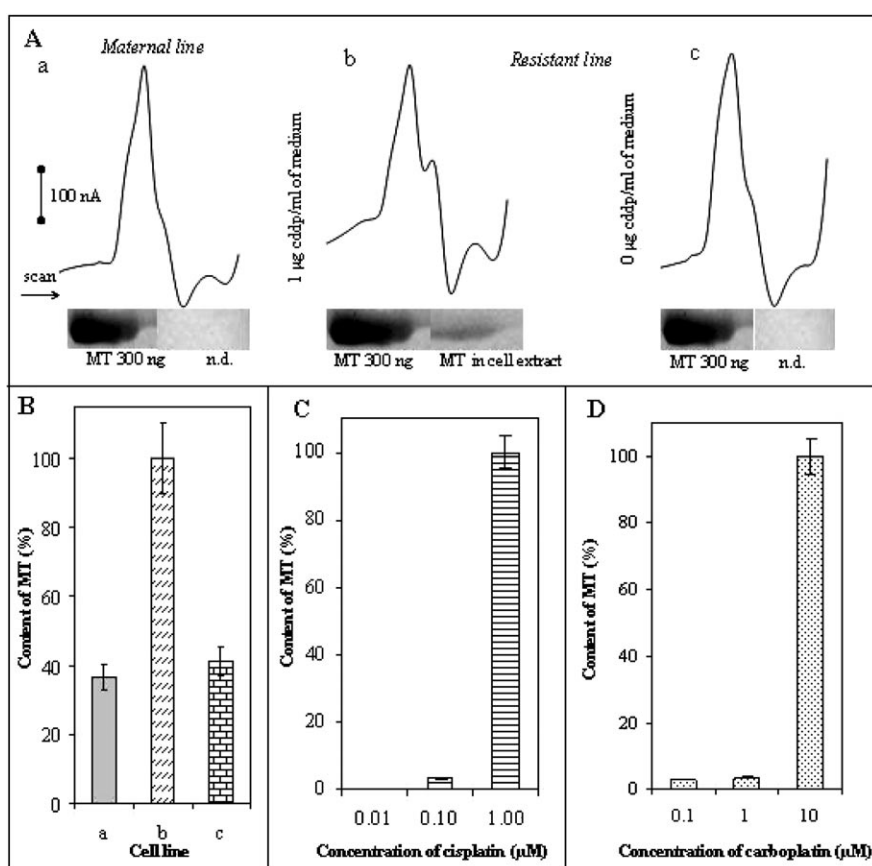 A
Maternal line
Resistant line
a
b
c
1 µg cddp/ml of medium
0 µg cddp/ml of medium
100 nA
scan
MT 300 ng n.d.
MT 300 ng MT in cell extract
MT 300 ng n.d.
B
Content of MT (%)
100
80
60
40
20
0
a b c
Cell line
C
Content of MT (%)
100
80
60
40
20
0
0.01 0.10 1.00
Concentration of cisplatin (µM)
D
Content of MT (%)
100
80
60
40
20
0
0.1 1 10
Concentration of carboplatin (µM)